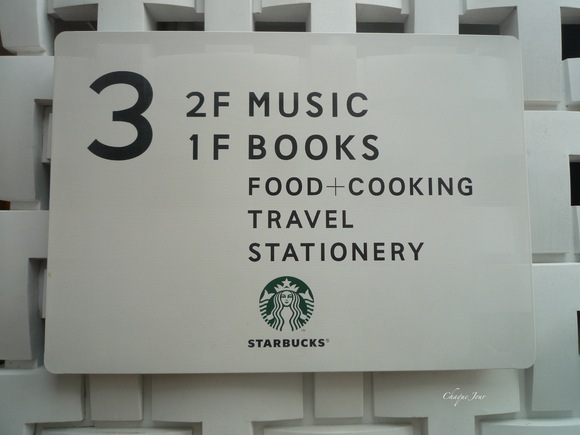 3
2F MUSIC
1F BOOKS
FOOD+COOKING
TRAVEL
STATIONERY
STARBUCKS®
Chaque Jour